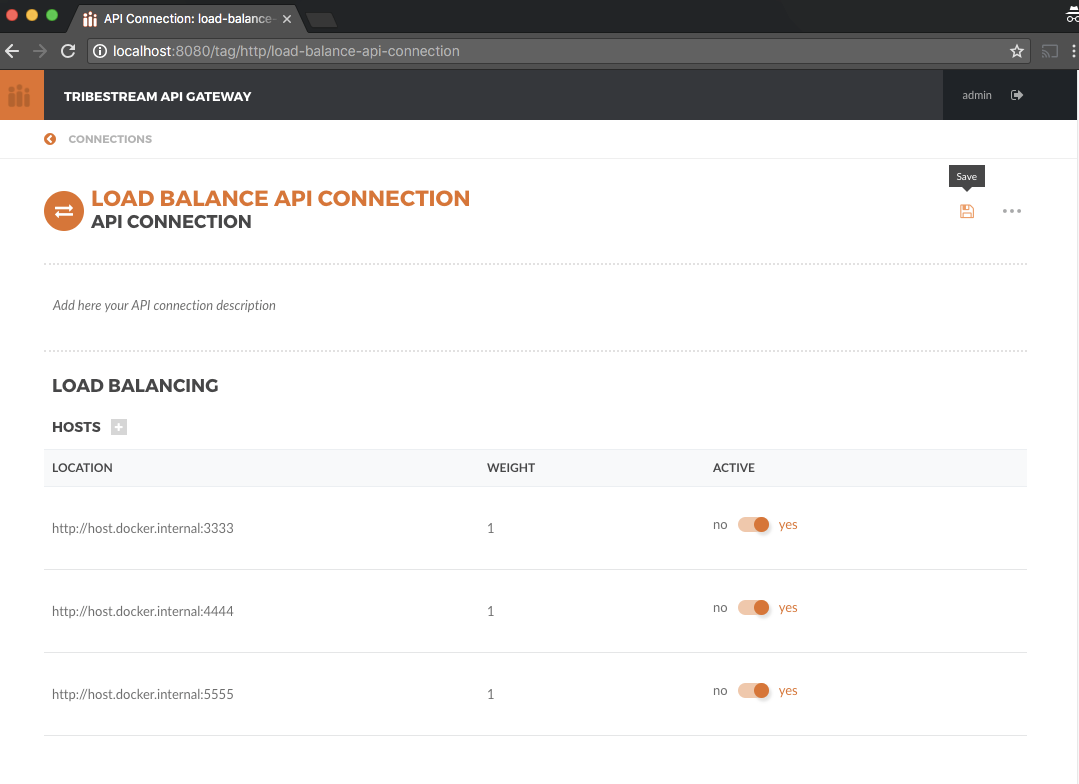 API Connection: load-balance-
localhost:8080/tag/http/load-balance-api-connection
TRIBESTREAM API GATEWAY
admin
CONNECTIONS
Save
LOAD BALANCE API CONNECTION
API CONNECTION
Add here your API connection description
LOAD BALANCING
HOSTS
LOCATION WEIGHT ACTIVE
http://host.docker.internal:3333 1 no yes
http://host.docker.internal:4444 1 no yes
http://host.docker.internal:5555 1 no yes